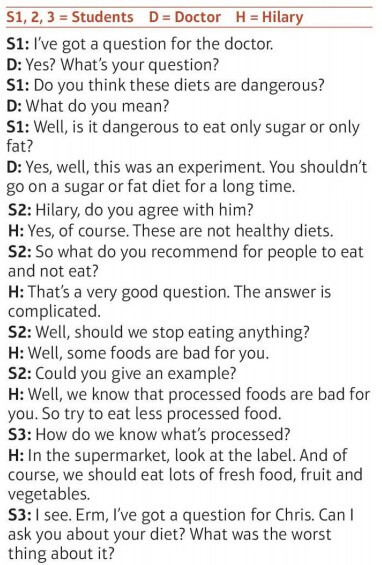 S1, 2, 3 = Students D = Doctor H = Hilary
S1: I’ve got a question for the doctor.
D: Yes? What’s your question?
S1: Do you think these diets are dangerous?
D: What do you mean?
S1: Well, is it dangerous to eat only sugar or only
fat?
D: Yes, well, this was an experiment. You shouldn’t
go on a sugar or fat diet for a long time.
S2: Hilary, do you agree with him?
H: Yes, of course. These are not healthy diets.
S2: So what do you recommend for people to eat
and not eat?
H: That’s a very good question. The answer is
complicated.
S2: Well, should we stop eating anything?
H: Well, some foods are bad for you.
S2: Could you give an example?
H: Well, we know that processed foods are bad for
you. So try to eat less processed food.
S3: How do we know what’s processed?
H: In the supermarket, look at the label. And of
course, we should eat lots of fresh food, fruit and
vegetables.
S3: I see. Erm, I’ve got a question for Chris. Can I
ask you about your diet? What was the worst
thing about it?